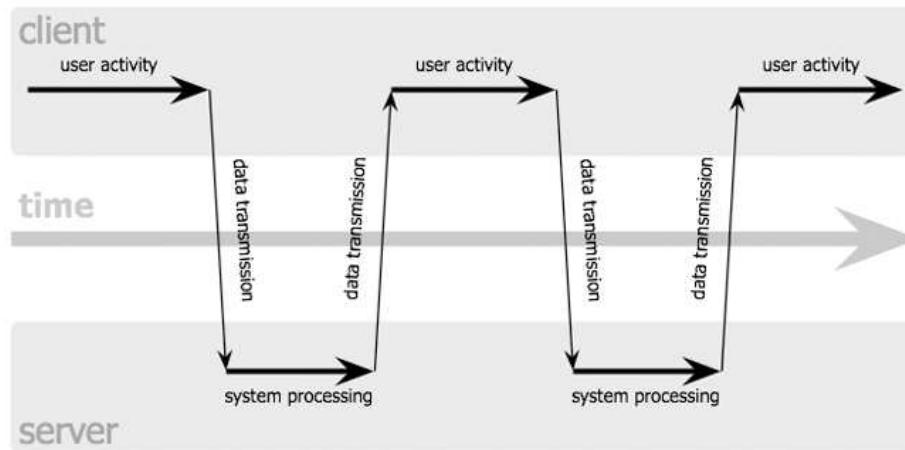 client
user activity
user activity
user activity
data transmission
data transmission
data transmission
data transmission
time
system processing
system processing
server